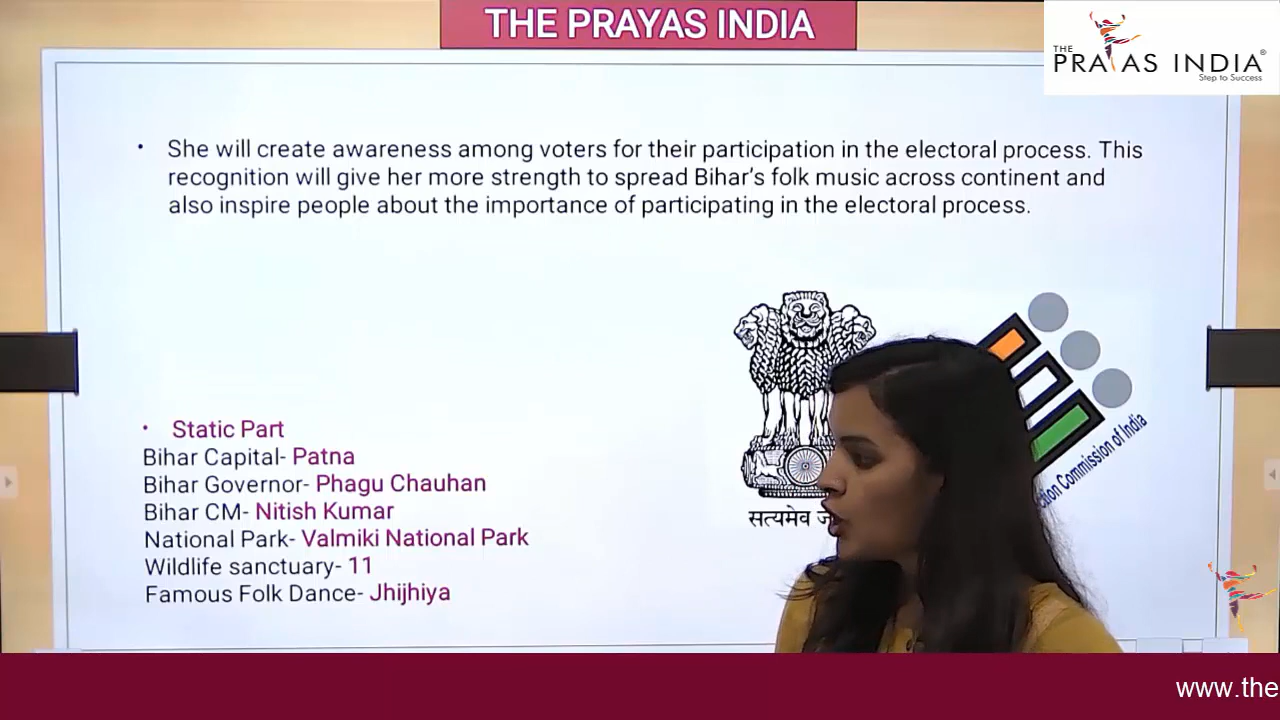 THE PRAYAS INDIA
THE
PRAYAS INDIA®
Step to Success
• She will create awareness among voters for their participation in the electoral process. This
recognition will give her more strength to spread Bihar's folk music across continent and
also inspire people about the importance of participating in the electoral process.
• Static Part
Bihar Capital- Patna
Bihar Governor- Phagu Chauhan
Bihar CM- Nitish Kumar
National Park- Valmiki National Park
Wildlife sanctuary- 11
Famous Folk Dance- Jhijhiya
सत्यमेव
Commission of India
www.the